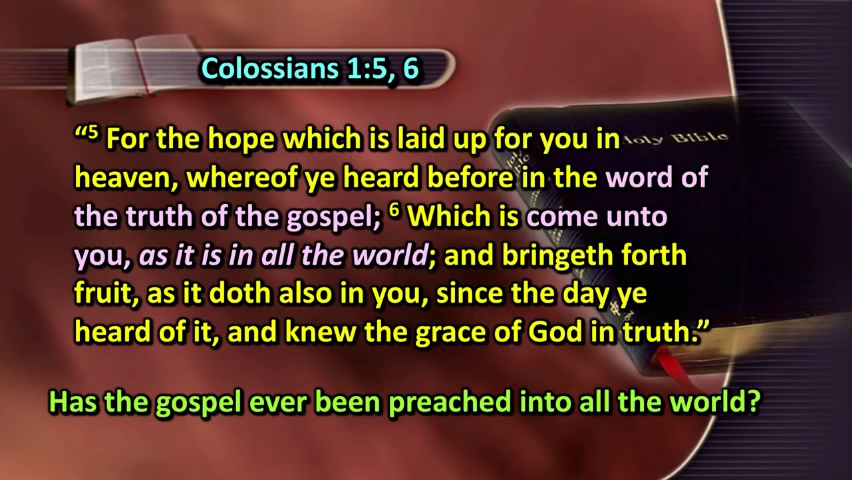 Colossians 1:5, 6
“⁵ For the hope which is laid up for you in
Holy Bible
heaven, whereof ye heard before in the word of
the truth of the gospel; ⁶ Which is come unto
you, as it is in all the world; and bringeth forth
fruit, as it doth also in you, since the day ye
heard of it, and knew the grace of God in truth.”
Has the gospel ever been preached into all the world?